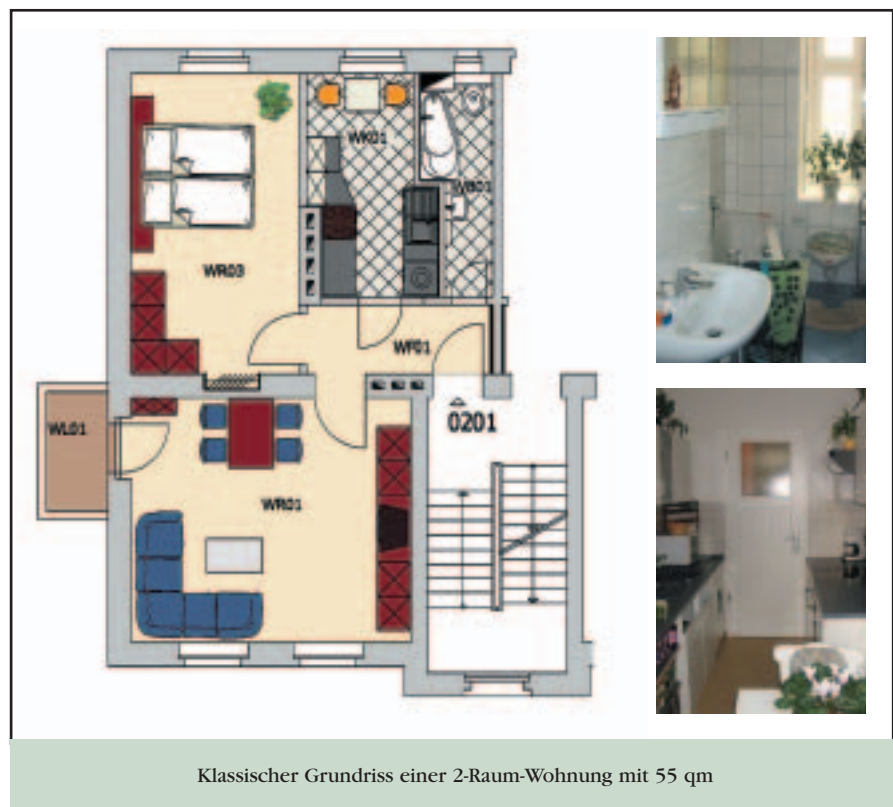 WK01
WB01
WR03
WF01
WL01
0201
WR01
Klassischer Grundriss einer 2-Raum-Wohnung mit 55 qm